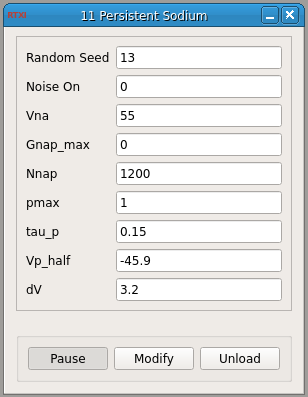 RTXI 11 Persistent Sodium
Random Seed 13
Noise On 0
Vna 55
Gnap_max 0
Nnap 1200
pmax 1
tau_p 0.15
Vp_half -45.9
dV 3.2
Pause Modify Unload